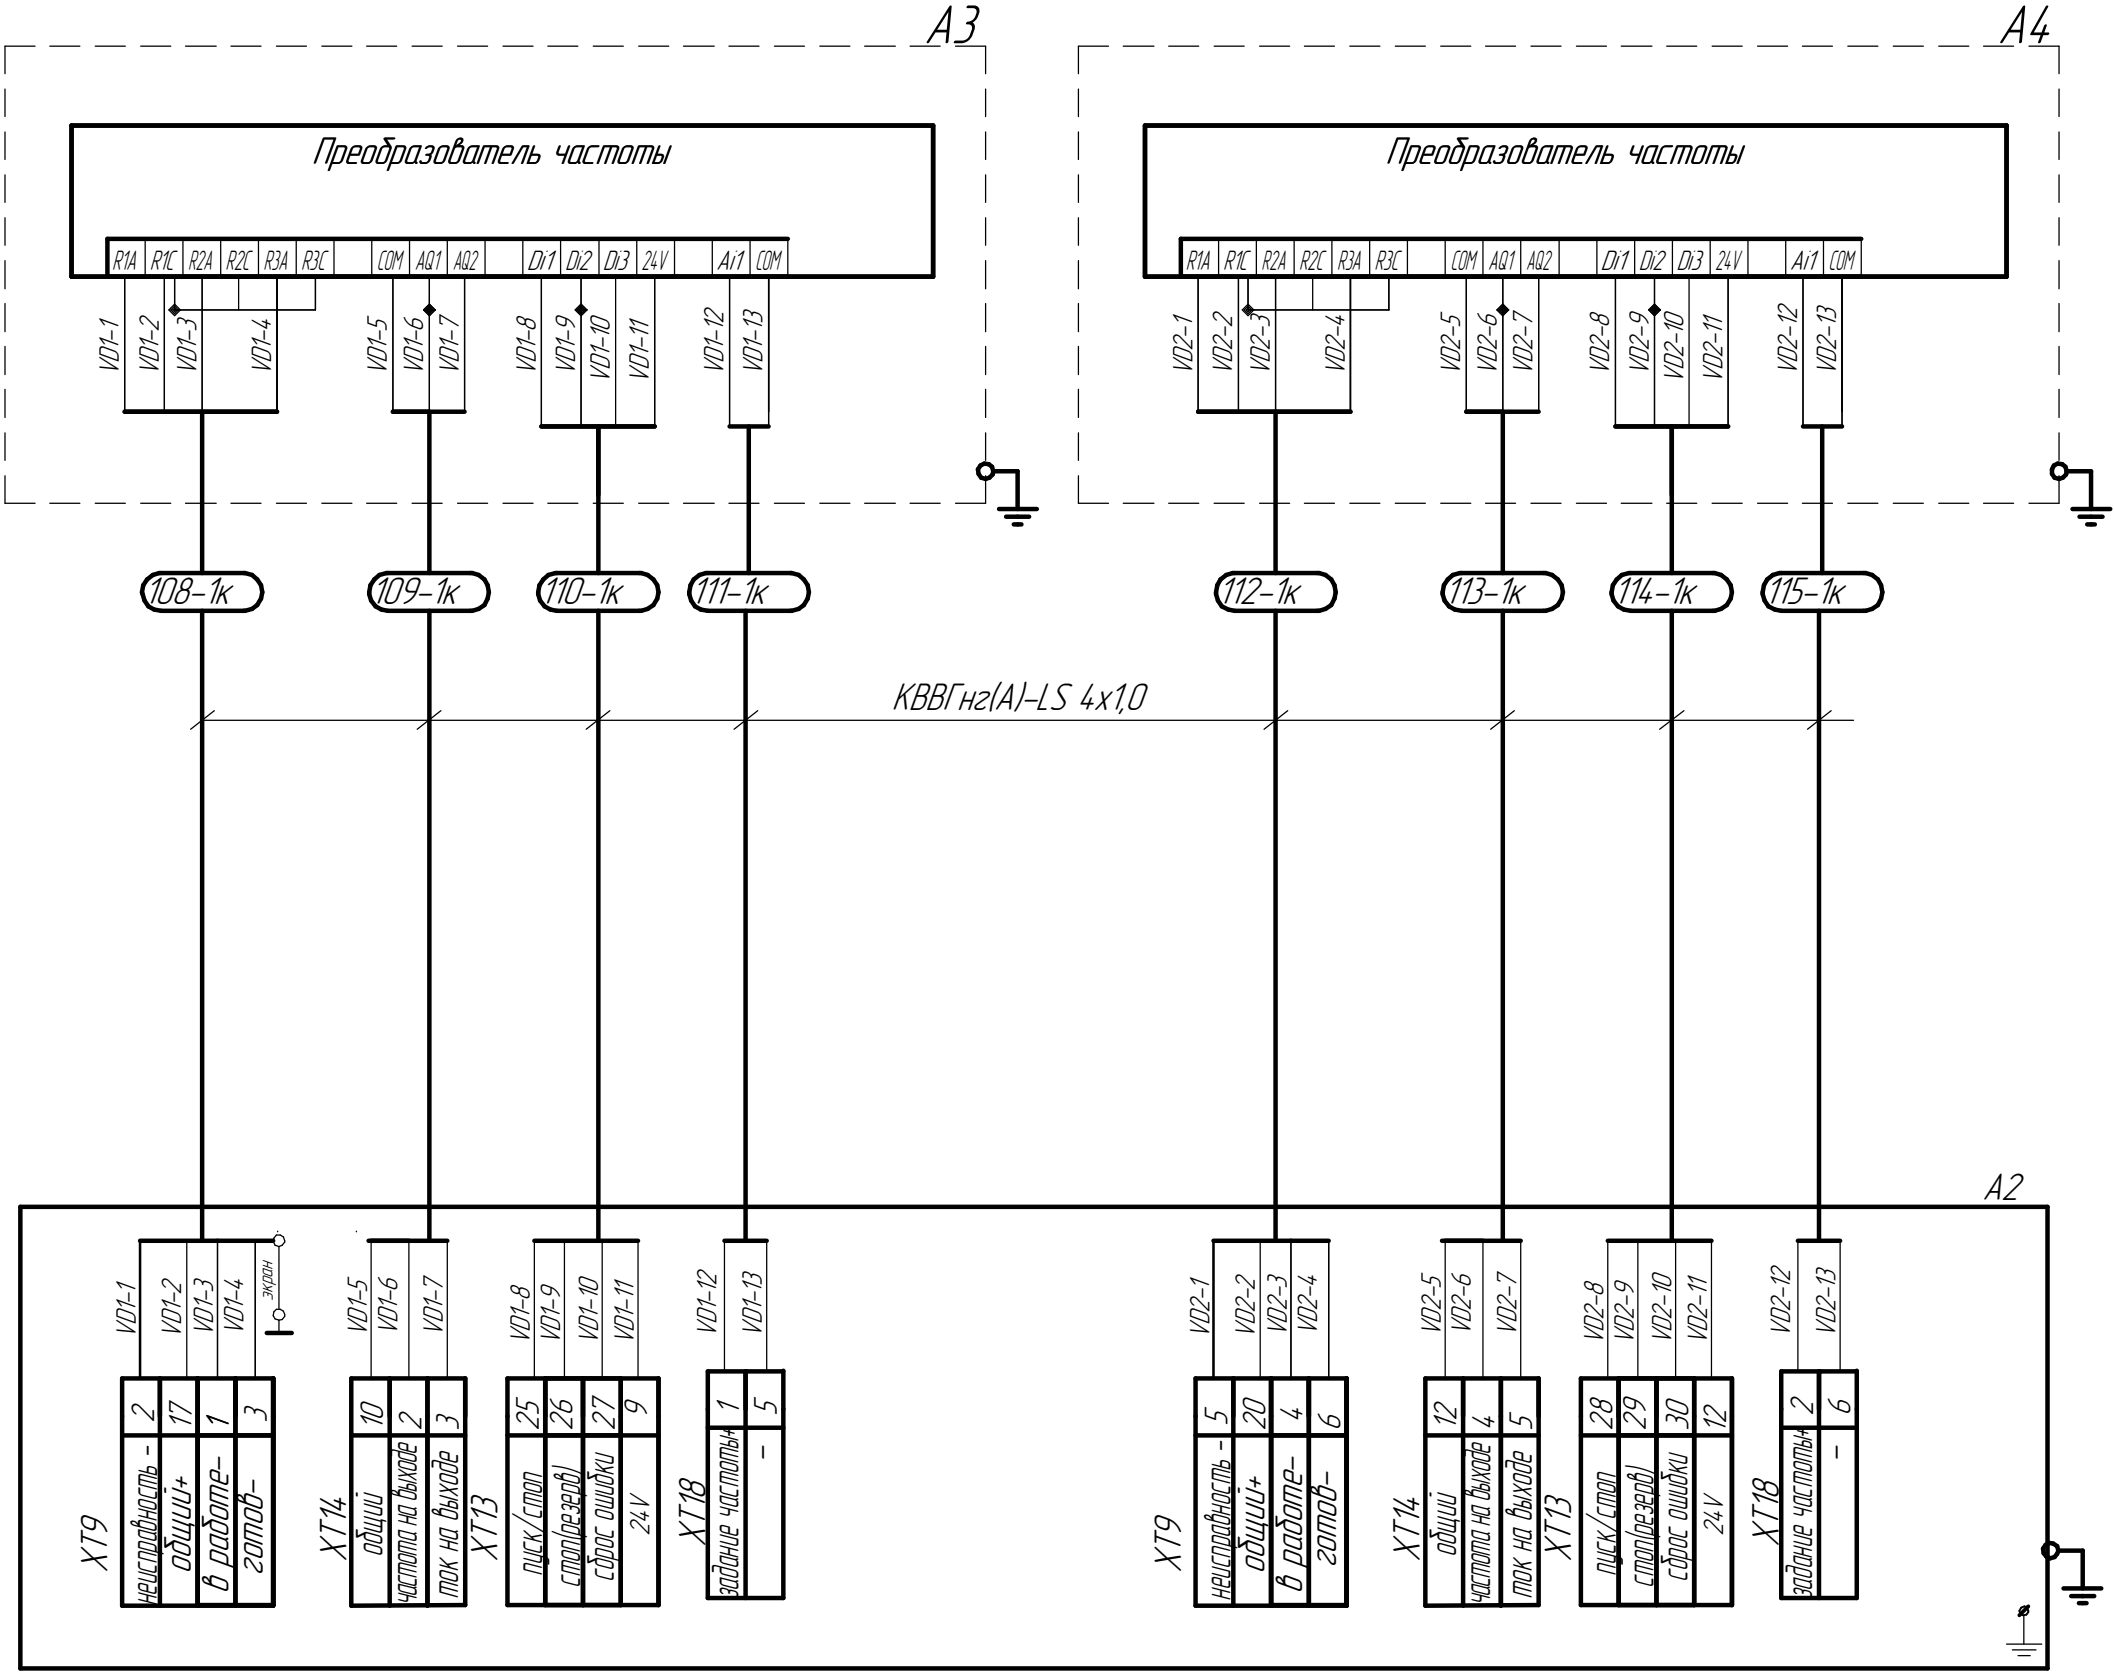 А3
А4
Преобразователь частоты
Преобразователь частоты
R1A R1C R2A R2C R3A R3C COM AQ1 AQ2 Di1 Di2 Di3 24V Ai1 COM
R1A R1C R2A R2C R3A R3C COM AQ1 AQ2 Di1 Di2 Di3 24V Ai1 COM
VD1-1
VD1-2
VD1-3
VD1-4
VD1-5
VD1-6
VD1-7
VD1-8
VD1-9
VD1-10
VD1-11
VD1-12
VD1-13
VD2-1
VD2-2
VD2-3
VD2-4
VD2-5
VD2-6
VD2-7
VD2-8
VD2-9
VD2-10
VD2-11
VD2-12
VD2-13
108-1к
109-1к
110-1к
111-1к
112-1к
113-1к
114-1к
115-1к
КВВГнг(А)-LS 4х1,0
А2
VD1-1
VD1-2
VD1-3
VD1-4
экран
VD1-5
VD1-6
VD1-7
VD1-8
VD1-9
VD1-10
VD1-11
VD1-12
VD1-13
VD2-1
VD2-2
VD2-3
VD2-4
VD2-5
VD2-6
VD2-7
VD2-8
VD2-9
VD2-10
VD2-11
VD2-12
VD2-13
XT9
2 неисправность -
17 общий+
1 в работе-
3 готов-
XT14
10 общий
2 частота на выходе
3 ток на выходе
XT13
25 пуск/стоп
26 стоп(резерв)
27 сброс ошибки
9 24V
XT18
1 задание частоты+
5 -
XT9
5 неисправность -
20 общий+
4 в работе-
6 готов-
XT14
12 общий
4 частота на выходе
5 ток на выходе
XT13
28 пуск/стоп
29 стоп(резерв)
30 сброс ошибки
12 24V
XT18
2 задание частоты+
6 -